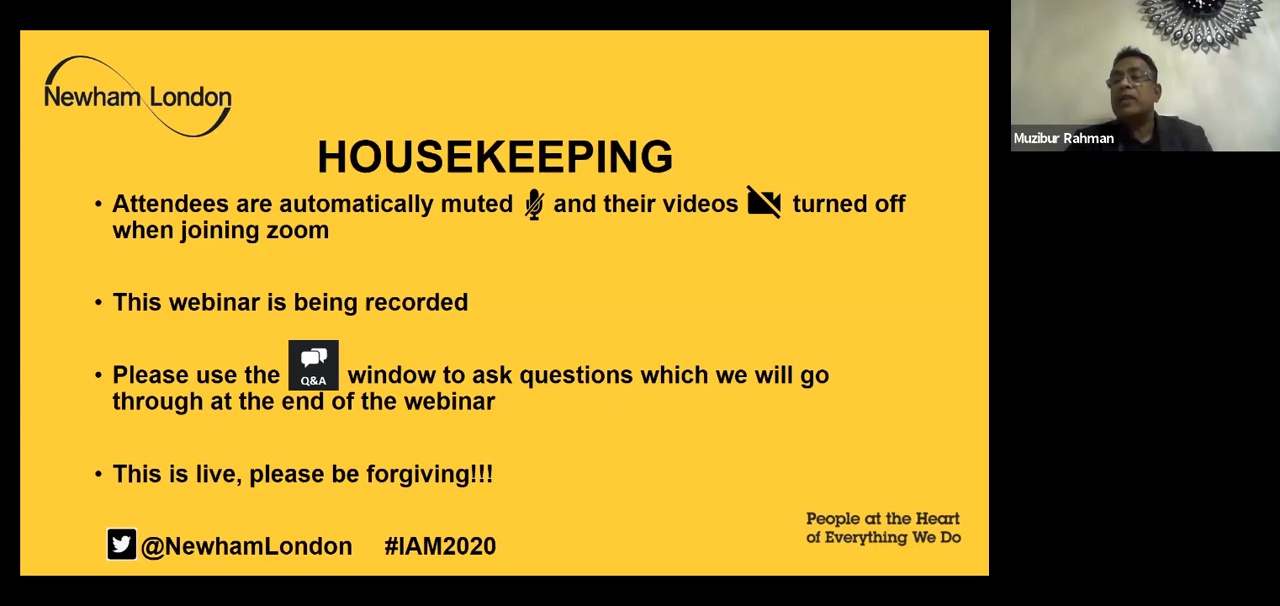 Newham London
HOUSEKEEPING
• Attendees are automatically muted and their videos turned off
when joining zoom
• This webinar is being recorded
• Please use the Q&A window to ask questions which we will go
through at the end of the webinar
• This is live, please be forgiving!!!
@NewhamLondon #IAM2020
People at the Heart
of Everything We Do
Muzibur Rahman